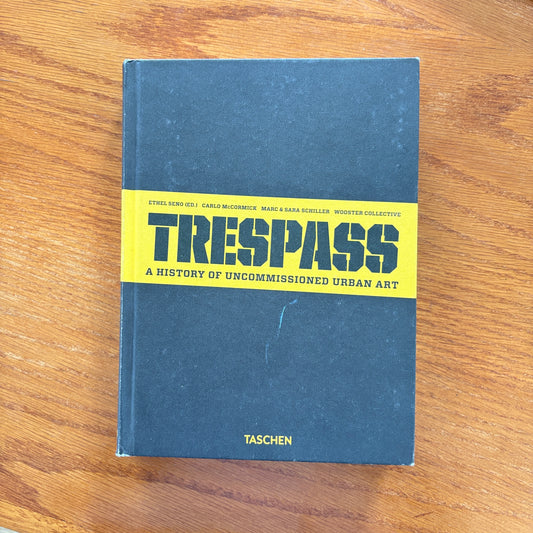 ETHEL SENO (ED.) CARLO McCORMICK MARC & SARA SCHILLER WOOSTER COLLECTIVE
TRESPASS
A HISTORY OF UNCOMMISSIONED URBAN ART
TASCHEN